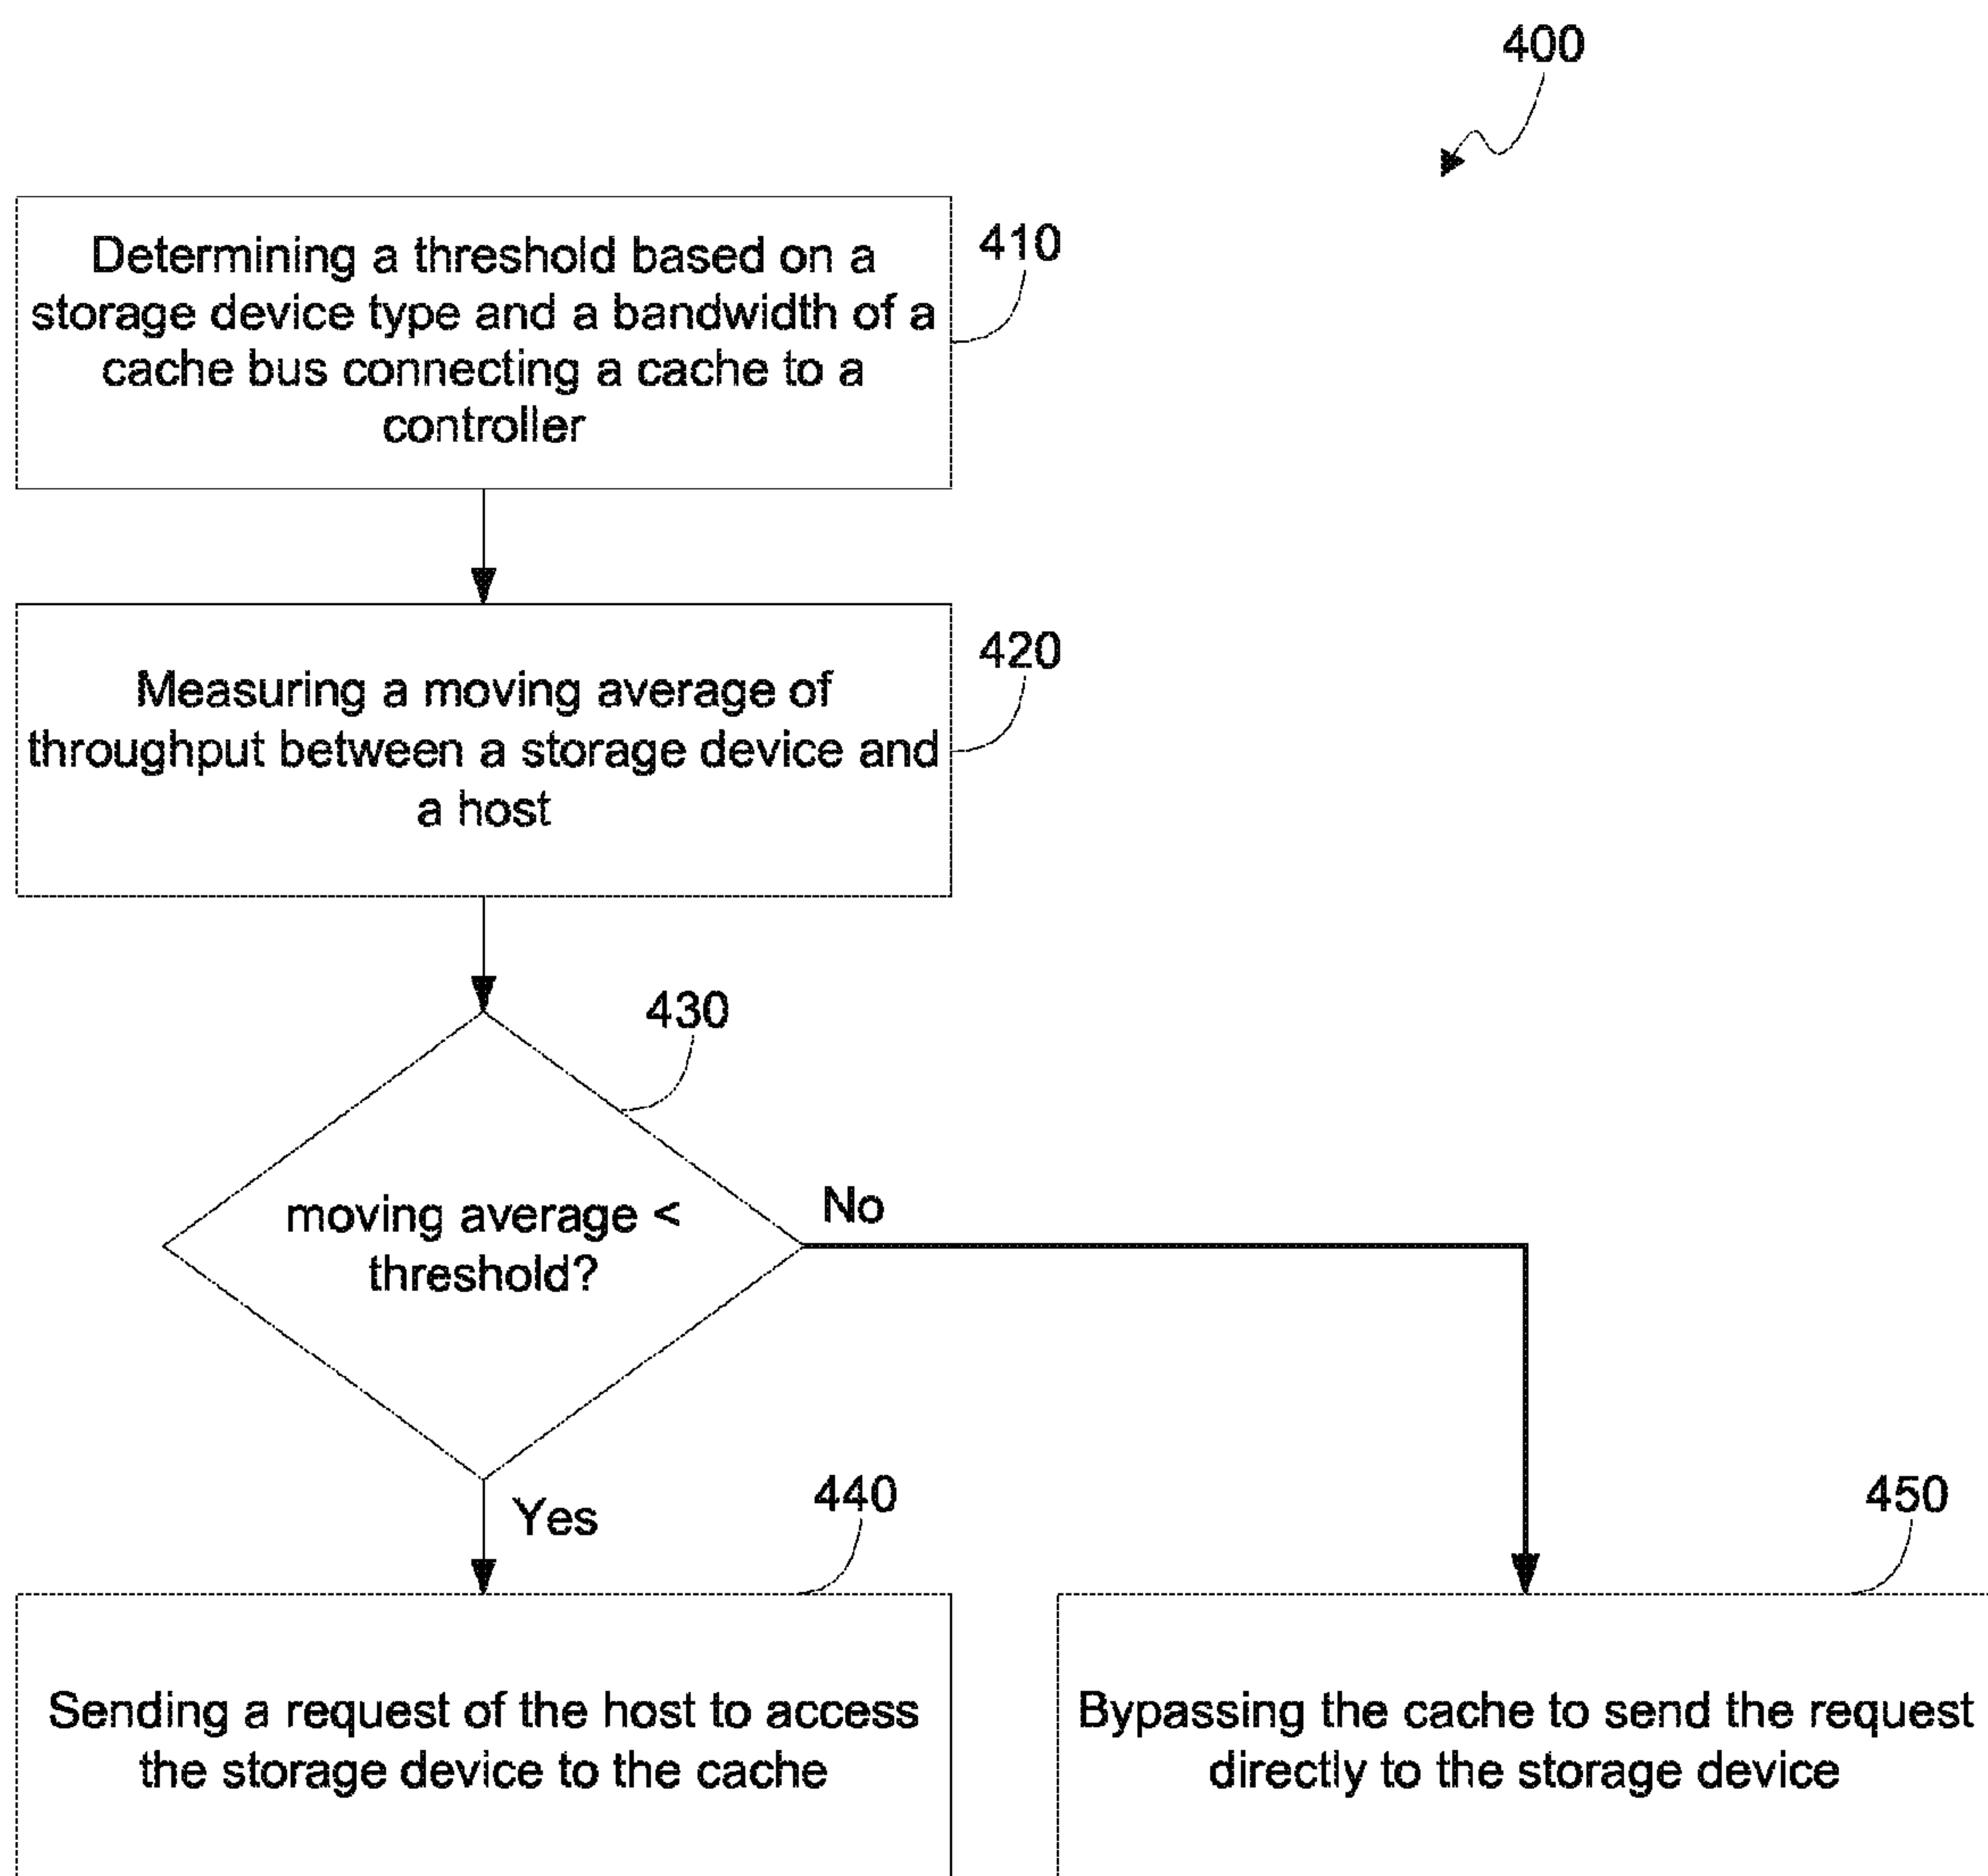 400
Determining a threshold based on a
storage device type and a bandwidth of a
cache bus connecting a cache to a
controller
410
Measuring a moving average of
throughput between a storage device and
a host
420
430
moving average <
threshold?
No
Yes
440
Sending a request of the host to access
the storage device to the cache
450
Bypassing the cache to send the request
directly to the storage device